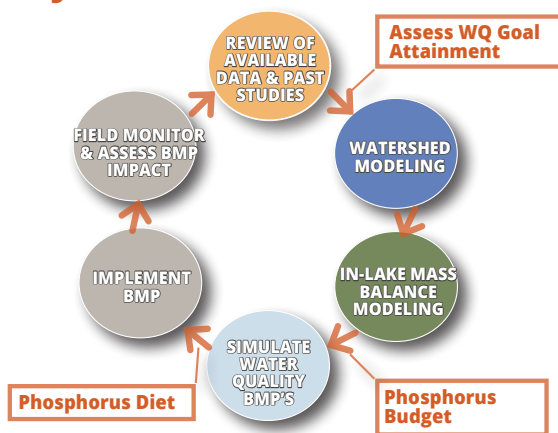 REVIEW OF
AVAILABLE
DATA & PAST
STUDIES
Assess WQ Goal
Attainment
WATERSHED
MODELING
IN-LAKE MASS
BALANCE
MODELING
Phosphorus
Budget
SIMULATE
WATER
QUALITY
BMP'S
Phosphorus Diet
IMPLEMENT
BMP
FIELD MONITOR
& ASSESS BMP
IMPACT